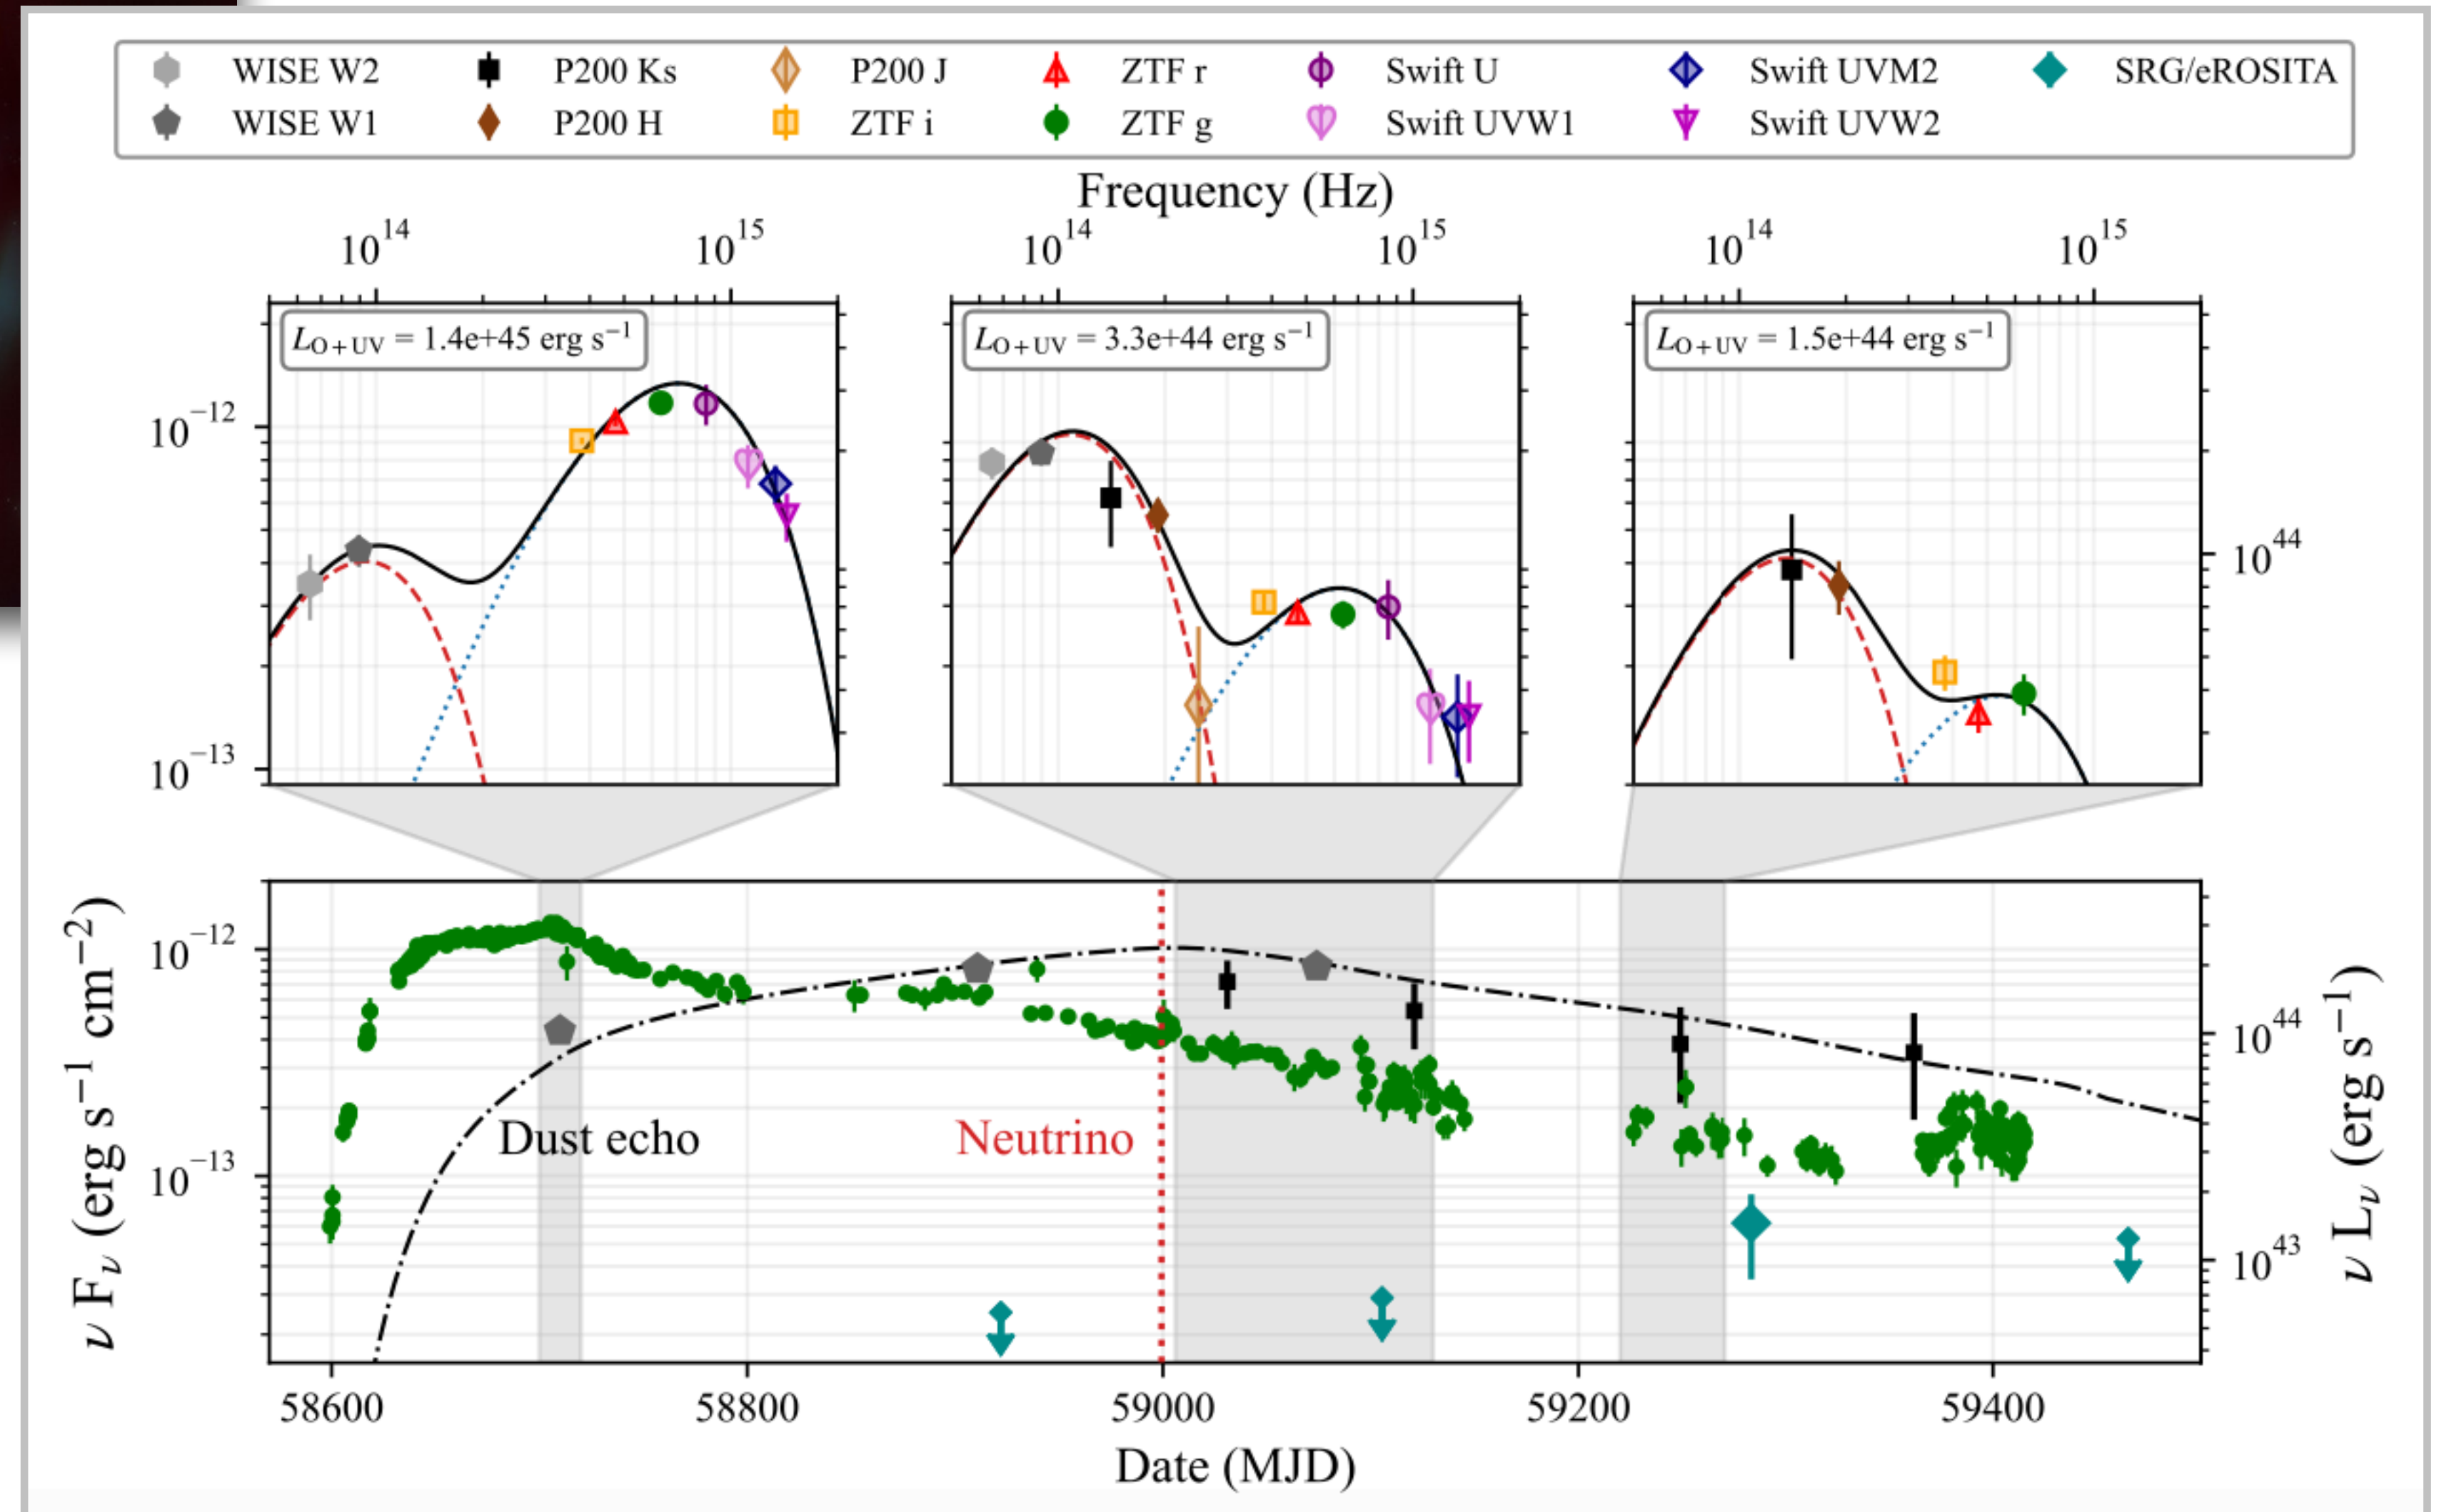 WISE W2 P200 Ks P200 J ZTF r Swift U Swift UVM2 SRG/eROSITA
WISE W1 P200 H ZTF i ZTF g Swift UVW1 Swift UVW2
Frequency (Hz)
10^14 10^15 10^14 10^15 10^14 10^15
L_O+UV = 1.4e+45 erg s^−1 L_O+UV = 3.3e+44 erg s^−1 L_O+UV = 1.5e+44 erg s^−1
10^−12
10^44
10^−13
10^−12
10^44
Dust echo Neutrino
10^−13
10^43
ν F_ν (erg s^−1 cm^−2)
ν L_ν (erg s^−1)
58600 58800 59000 59200 59400
Date (MJD)